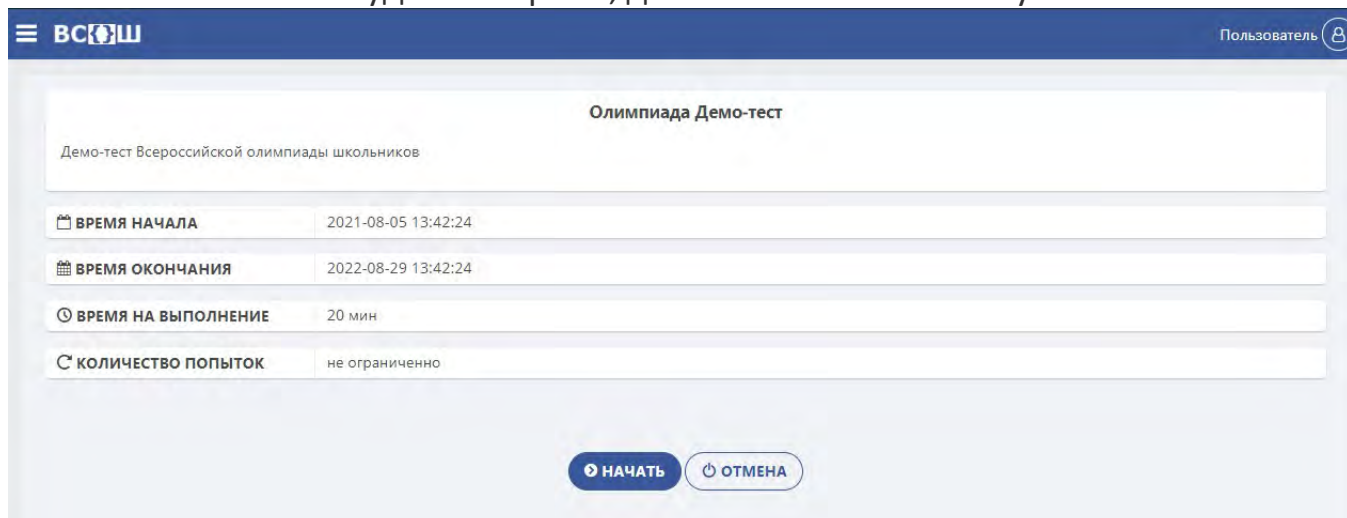 ВСОШ
Пользователь
Олимпиада Демо-тест
Демо-тест Всероссийской олимпиады школьников
ВРЕМЯ НАЧАЛА 2021-08-05 13:42:24
ВРЕМЯ ОКОНЧАНИЯ 2022-08-29 13:42:24
ВРЕМЯ НА ВЫПОЛНЕНИЕ 20 мин
КОЛИЧЕСТВО ПОПЫТОК не ограниченно
НАЧАТЬ ОТМЕНА